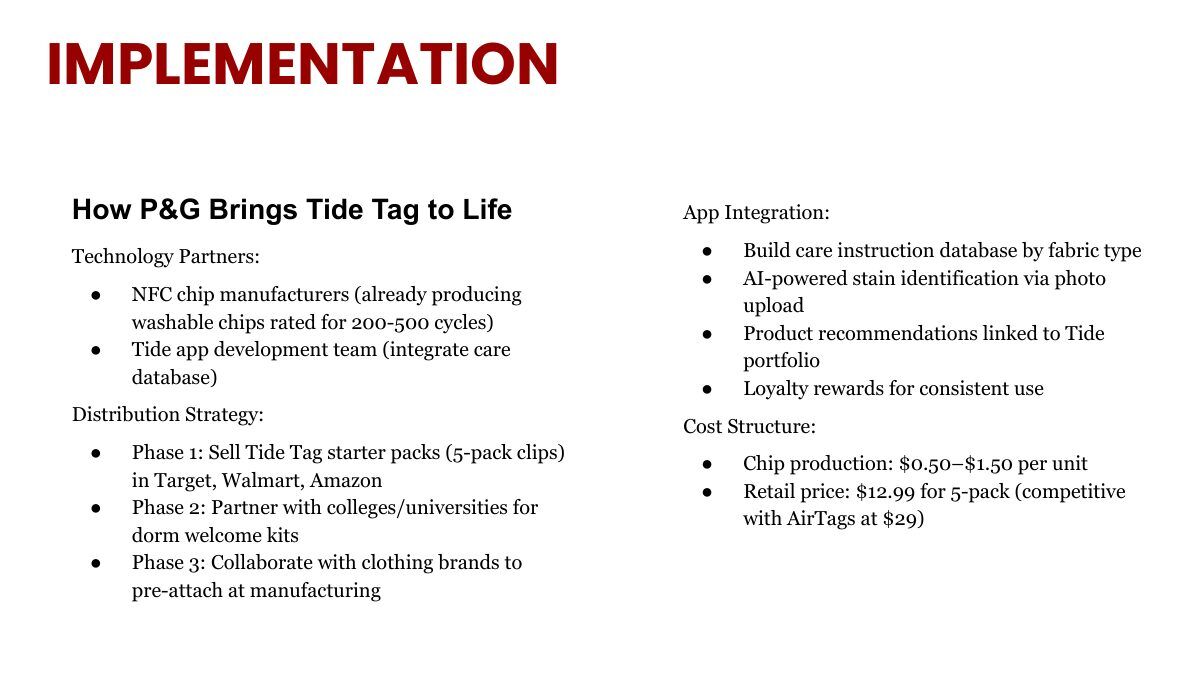 IMPLEMENTATION
How P&G Brings Tide Tag to Life
Technology Partners:
● NFC chip manufacturers (already producing
washable chips rated for 200-500 cycles)
● Tide app development team (integrate care
database)
Distribution Strategy:
● Phase 1: Sell Tide Tag starter packs (5-pack clips)
in Target, Walmart, Amazon
● Phase 2: Partner with colleges/universities for
dorm welcome kits
● Phase 3: Collaborate with clothing brands to
pre-attach at manufacturing
App Integration:
● Build care instruction database by fabric type
● AI-powered stain identification via photo
upload
● Product recommendations linked to Tide
portfolio
● Loyalty rewards for consistent use
Cost Structure:
● Chip production: $0.50–$1.50 per unit
● Retail price: $12.99 for 5-pack (competitive
with AirTags at $29)